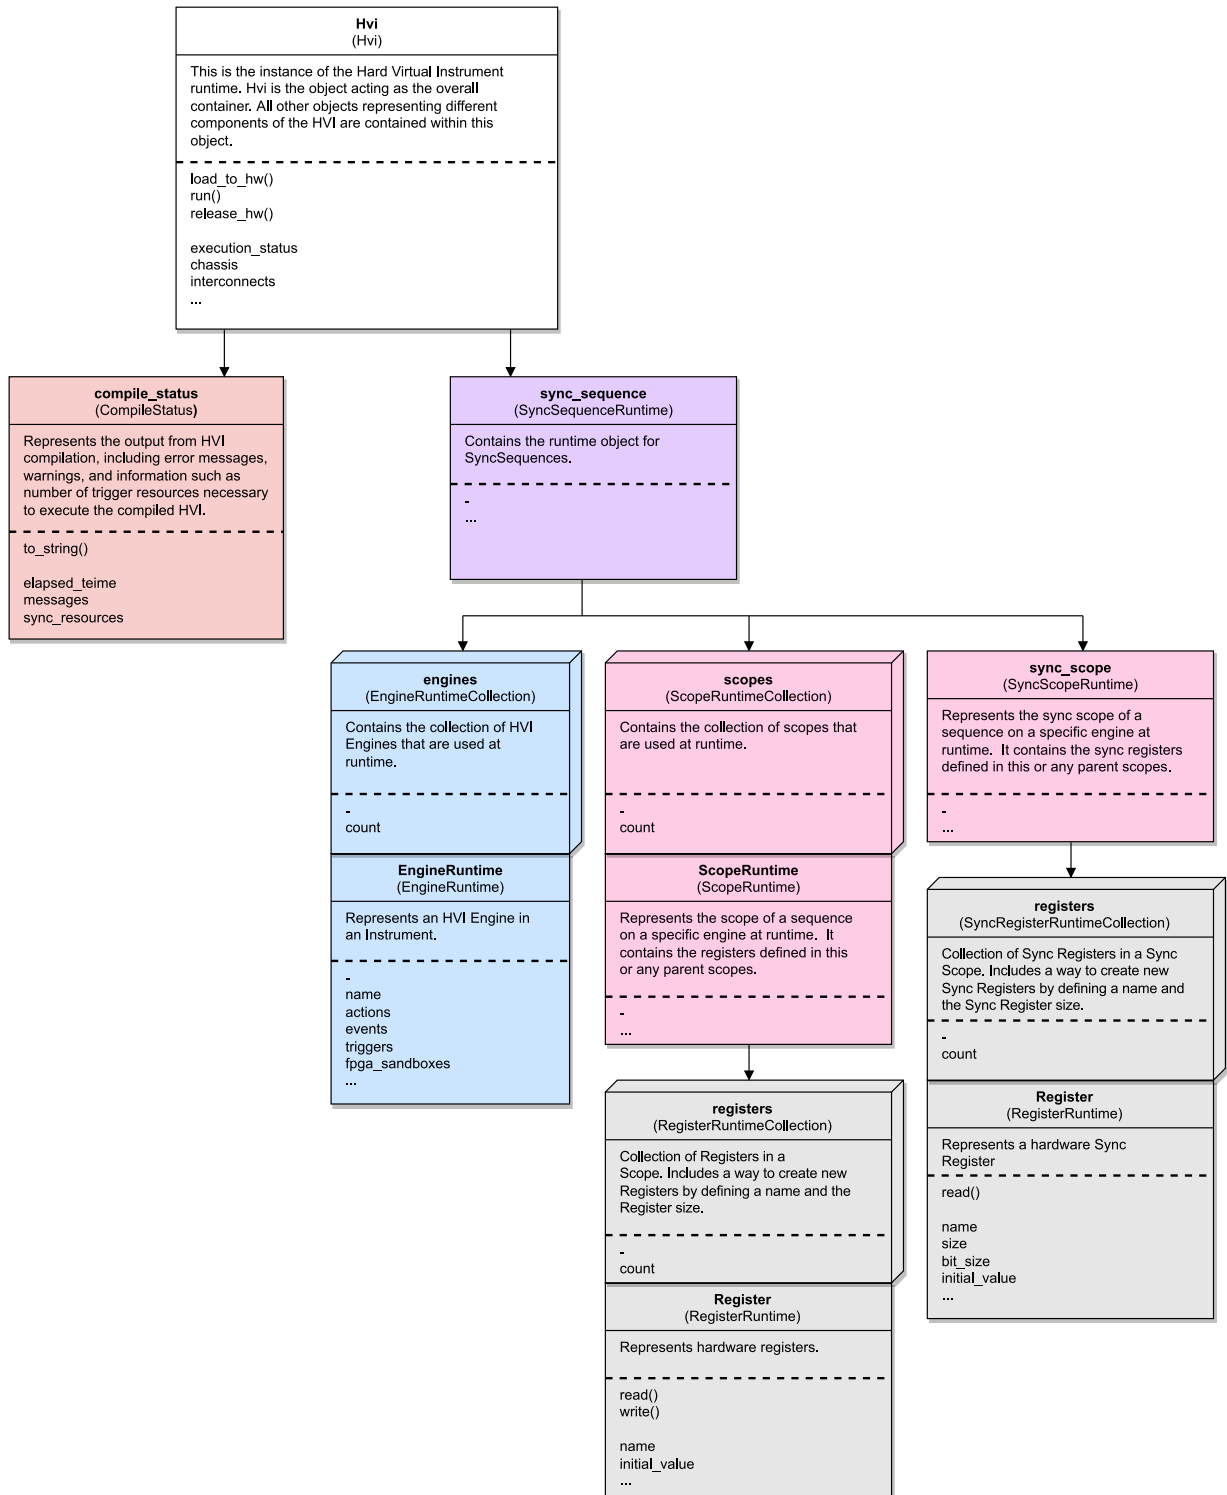 Hvi
(Hvi)
This is the instance of the Hard Virtual Instrument
runtime. Hvi is the object acting as the overall
container. All other objects representing different
components of the HVI are contained within this
object.
load_to_hw()
run()
release_hw()
execution_status
chassis
interconnects
...
compile_status
(CompileStatus)
Represents the output from HVI
compilation, including error messages,
warnings, and information such as
number of trigger resources necessary
to execute the compiled HVI.
to_string()
elapsed_teime
messages
sync_resources
sync_sequence
(SyncSequenceRuntime)
Contains the runtime object for
SyncSequences.
-
...
engines
(EngineRuntimeCollection)
Contains the collection of HVI
Engines that are used at
runtime.
-
count
EngineRuntime
(EngineRuntime)
Represents an HVI Engine in
an Instrument.
-
name
actions
events
triggers
fpga_sandboxes
...
scopes
(ScopeRuntimeCollection)
Contains the collection of scopes that
are used at runtime.
-
count
ScopeRuntime
(ScopeRuntime)
Represents the scope of a sequence
on a specific engine at runtime.  It
contains the registers defined in this
or any parent scopes.
-
...
registers
(RegisterRuntimeCollection)
Collection of Registers in a
Scope. Includes a way to create new
Registers by defining a name and the
Register size.
-
count
Register
(RegisterRuntime)
Represents hardware registers.
read()
write()
name
initial_value
...
sync_scope
(SyncScopeRuntime)
Represents the sync scope of a
sequence on a specific engine at
runtime.  It contains the sync registers
defined in this or any parent scopes.
-
...
registers
(SyncRegisterRuntimeCollection)
Collection of Sync Registers in a Sync
Scope. Includes a way to create new
Sync Registers by defining a name and
the Sync Register size.
-
count
Register
(RegisterRuntime)
Represents a hardware Sync
Register
read()
name
size
bit_size
initial_value
...